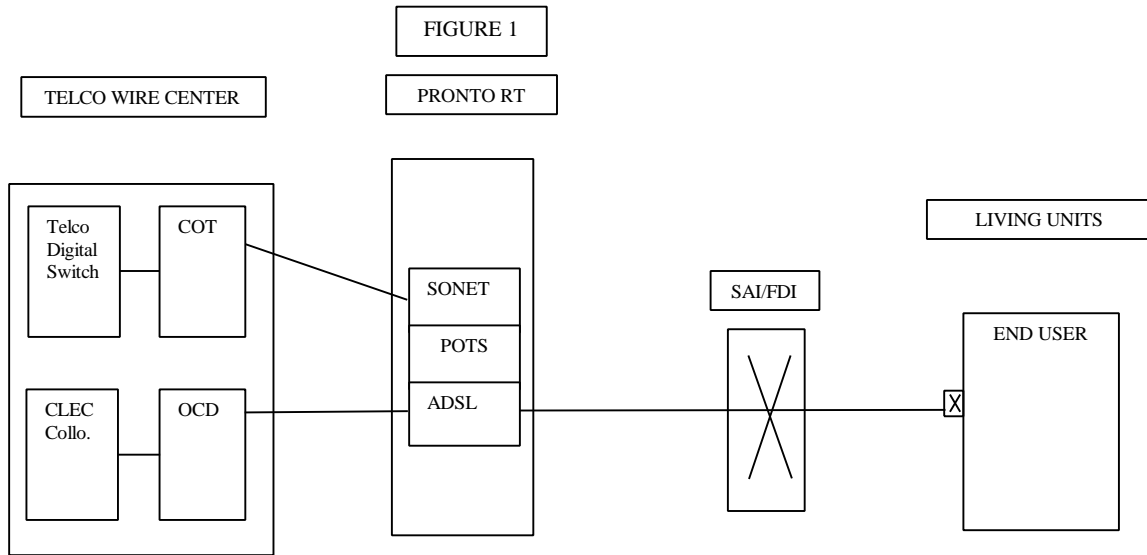 FIGURE 1
TELCO WIRE CENTER
PRONTO RT
LIVING UNITS
Telco
Digital
Switch
COT
SONET
SAI/FDI
END USER
POTS
CLEC
Collo.
OCD
ADSL
X